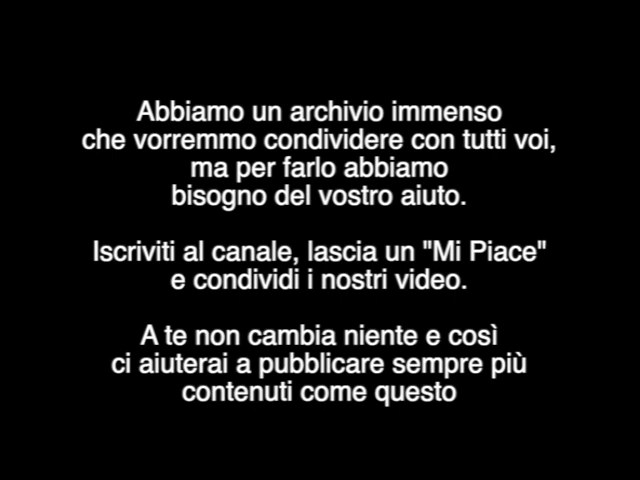 Abbiamo un archivio immenso
che vorremmo condividere con tutti voi,
ma per farlo abbiamo
bisogno del vostro aiuto.
Iscriviti al canale, lascia un "Mi Piace"
e condividi i nostri video.
A te non cambia niente e così
ci aiuterai a pubblicare sempre più
contenuti come questo